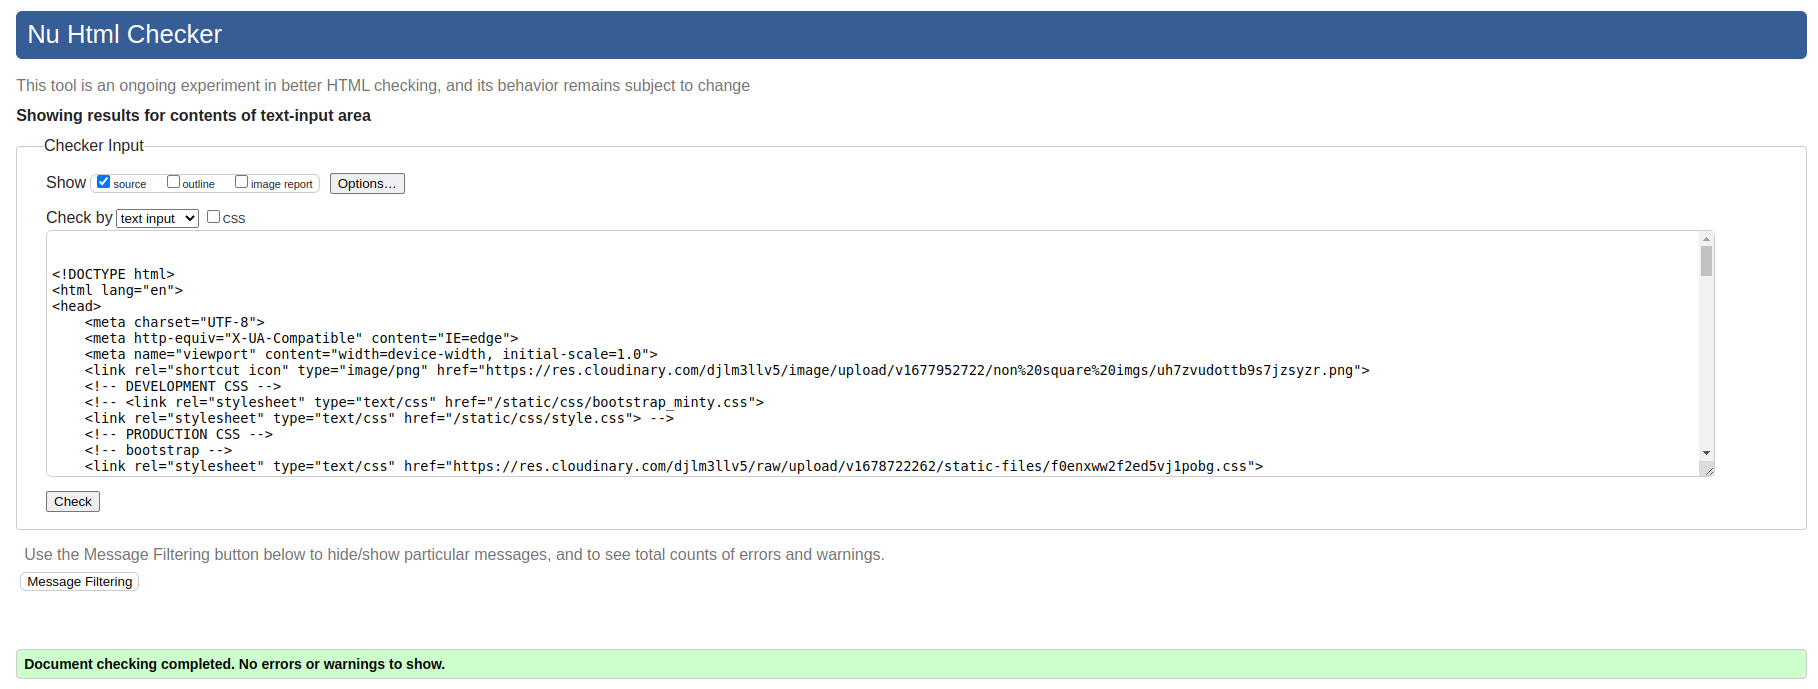 Nu Html Checker
This tool is an ongoing experiment in better HTML checking, and its behavior remains subject to change
Showing results for contents of text-input area
Checker Input
Show source outline image report Options...
Check by text input CSS
<!DOCTYPE html>
<html lang="en">
<head>
    <meta charset="UTF-8">
    <meta http-equiv="X-UA-Compatible" content="IE=edge">
    <meta name="viewport" content="width=device-width, initial-scale=1.0">
    <link rel="shortcut icon" type="image/png" href="https://res.cloudinary.com/djlm3llv5/image/upload/v1677952722/non%20square%20imgs/uh7zvudottb9s7jzsyzr.png">
    <!-- DEVELOPMENT CSS -->
    <!-- <link rel="stylesheet" type="text/css" href="/static/css/bootstrap_minty.css">
    <link rel="stylesheet" type="text/css" href="/static/css/style.css"> -->
    <!-- PRODUCTION CSS -->
    <!-- bootstrap -->
    <link rel="stylesheet" type="text/css" href="https://res.cloudinary.com/djlm3llv5/raw/upload/v1678722262/static-files/f0enxww2f2ed5vj1pobg.css">
Check
Use the Message Filtering button below to hide/show particular messages, and to see total counts of errors and warnings.
Message Filtering
Document checking completed. No errors or warnings to show.